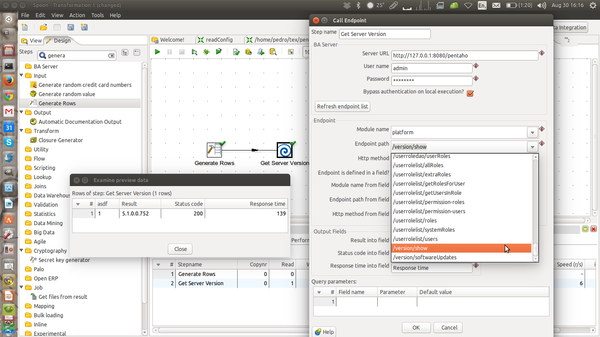 Spoon - Transformation 1 (changed)
(1:20)
Aug 30 16:16
File Edit View Action Tools Help
View
Design
Steps
genera
BA Server
Input
Generate random credit card numbers
Generate random value
Generate Rows
Output
Automatic Documentation Output
Transform
Closure Generator
Utility
Flow
Scripting
Lookup
Joins
Data Warehouse
Validation
Statistics
Data Mining
Big Data
Agile
Cryptography
Secret key generator
Palo
Open ERP
Job
Get files from result
Mapping
Bulk loading
Inline
Experimental
Welcome!
readConfig
100%
Generate Rows
Get Server Version
Examine preview data
Rows of step: Get Server Version (1 rows)
# asdf Result Status code Response time
1 1 5.1.0.0.752 200 139
Close
# Stepname Copynr Read
1 Generate Rows 0 0
2 Get Server Version 0 1
Data Integration
Speed (r/s)
6
Call Endpoint
Step name
Get Server Version
BA Server
Server URL
http://127.0.0.1:8080/pentaho
User name
admin
Password
********
Bypass authentication on local execution?
Refresh endpoint list
Endpoint
Module name
platform
Endpoint path
/version/show
Http method
Endpoint is defined in a field?
Module name from field
Endpoint path from field
Http method from field
/userroledao/userRoles
/userrolelist/allRoles
/userrolelist/extraRoles
/userrolelist/getRolesForUser
/userrolelist/getUsersInRole
/userrolelist/permission-roles
/userrolelist/permission-users
/userrolelist/roles
/userrolelist/systemRoles
/userrolelist/users
/version/show
/version/softwareUpdates
Output Fields
Result into field
Status code into field
Response time into field
Response time
Query parameters:
# Field name Parameter Default value
1
Help
OK
Cancel